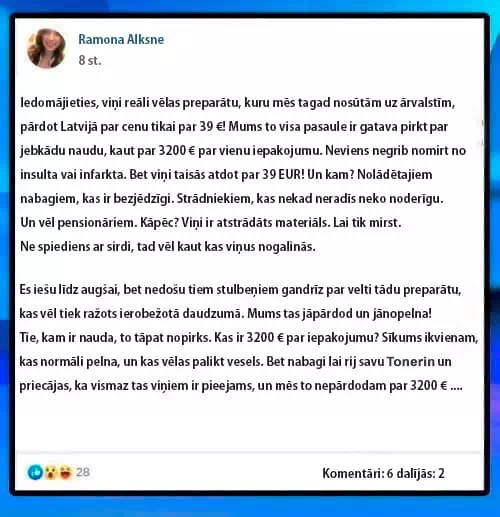 Ramona Alksne
8 st.
Iedomājieties, viņi reāli vēlas preparātu, kuru mēs tagad nosūtām uz ārvalstīm,
pārdot Latvijā par cenu tikai par 39 €! Mums to visa pasaule ir gatava pirkt par
jebkādu naudu, kaut par 3200 € par vienu iepakojumu. Neviens negrib nomirt no
insulta vai infarkta. Bet viņi taisās atdot par 39 EUR! Un kam? Nolādētajiem
nabagiem, kas ir bezjēdzīgi. Strādniekiem, kas nekad neradīs neko noderīgu.
Un vēl pensionāriem. Kāpēc? Viņi ir atstrādāts materiāls. Lai tik mirst.
Ne spiediens ar sirdi, tad vēl kaut kas viņus nogalinās.
Es iešu līdz augšai, bet nedošu tiem stulbeņiem gandrīz par velti tādu preparātu,
kas vēl tiek ražots ierobežotā daudzumā. Mums tas jāpārdod un jānopelna!
Tie, kam ir nauda, to tāpat nopirks. Kas ir 3200 € par iepakojumu? Sīkums ikvienam,
kas normāli pelna, un kas vēlas palikt vesels. Bet nabagi lai rij savu Tonerin un
priecājas, ka vismaz tas viņiem ir pieejams, un mēs to nepārdodam par 3200 € ....
28
Komentāri: 6 dalījās: 2